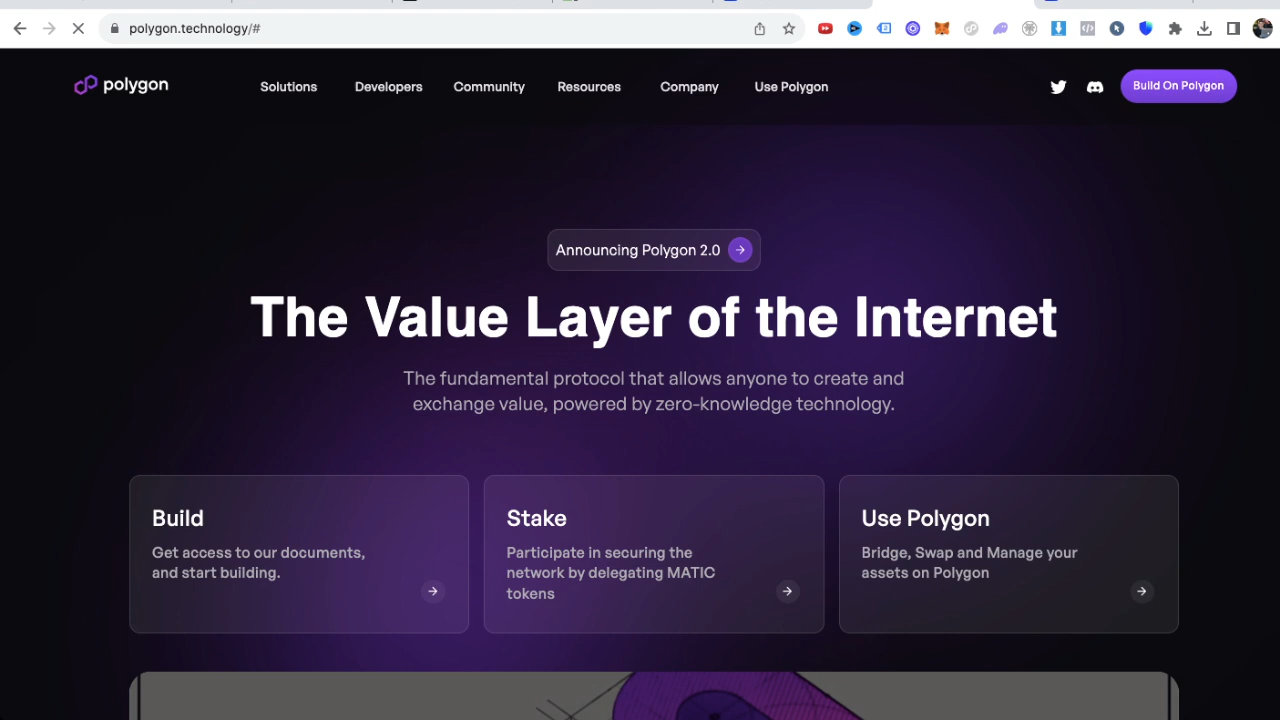 polygon.technology/#
polygon
Solutions
Developers
Community
Resources
Company
Use Polygon
Build On Polygon
Announcing Polygon 2.0
The Value Layer of the Internet
The fundamental protocol that allows anyone to create and
exchange value, powered by zero-knowledge technology.
Build
Get access to our documents,
and start building.
Stake
Participate in securing the
network by delegating MATIC
tokens
Use Polygon
Bridge, Swap and Manage your
assets on Polygon